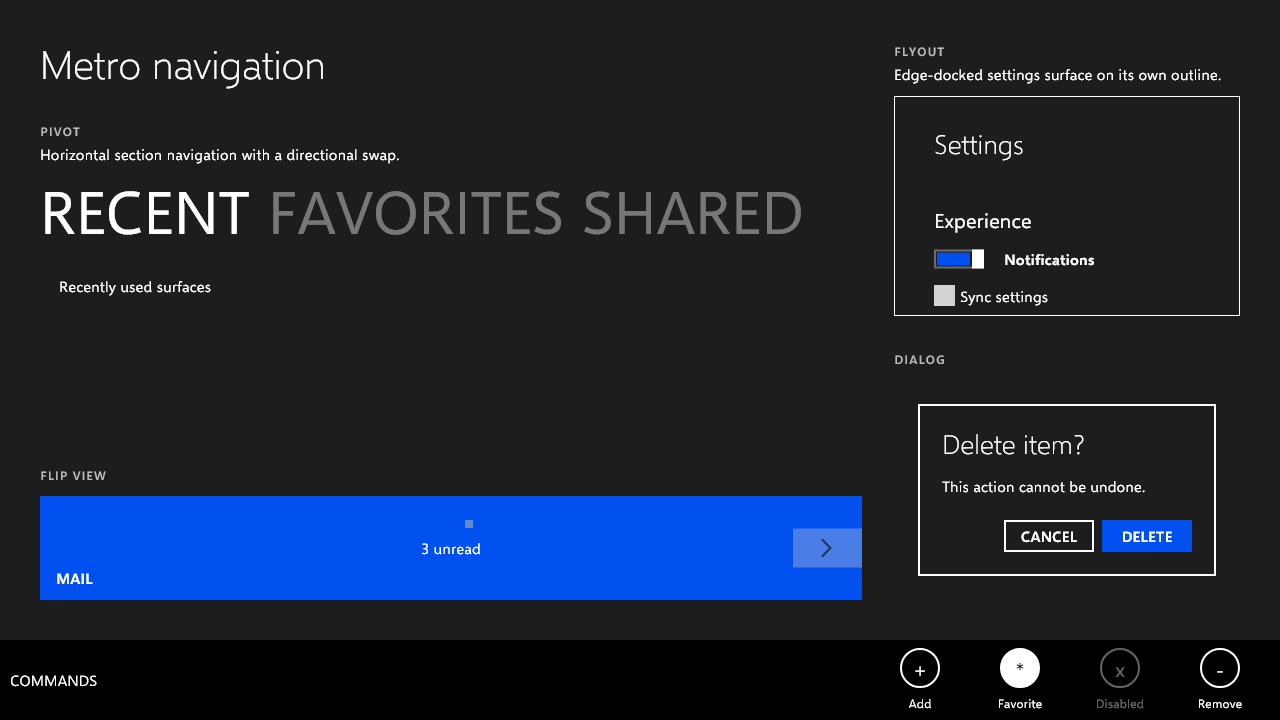 Metro navigation
PIVOT
Horizontal section navigation with a directional swap.
RECENT FAVORITES SHARED
Recently used surfaces
FLIP VIEW
3 unread
MAIL
FLYOUT
Edge-docked settings surface on its own outline.
Settings
Experience
Notifications
Sync settings
DIALOG
Delete item?
This action cannot be undone.
CANCEL DELETE
COMMANDS
+ * x -
Add Favorite Disabled Remove